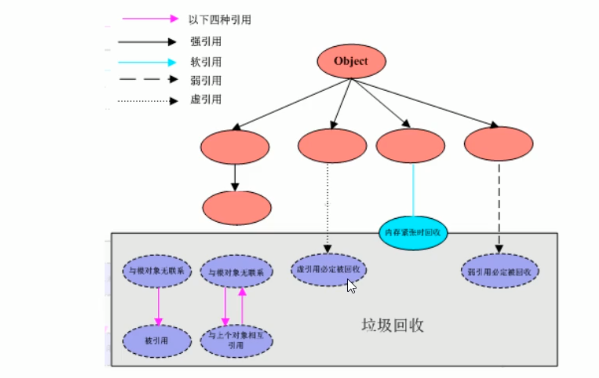 以下四种引用
强引用
软引用
弱引用
虚引用
Object
内存紧张时回收
与根对象无联系
与根对象无联系
虚引用必定被回收
弱引用必定被回收
被引用
与上个对象相互
引用
垃圾回收